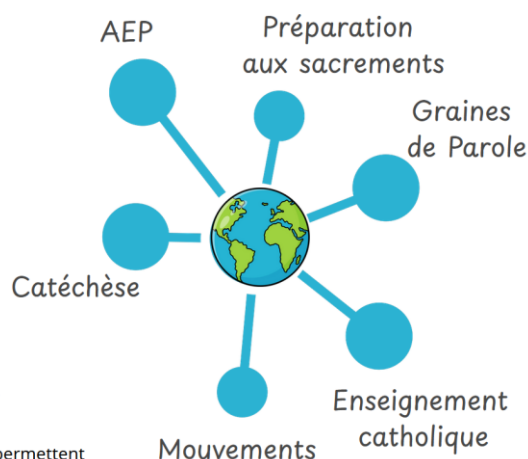 AEP
Préparation
aux sacrements
Graines
de Parole
Catéchèse
Enseignement
catholique
permettent
Mouvements